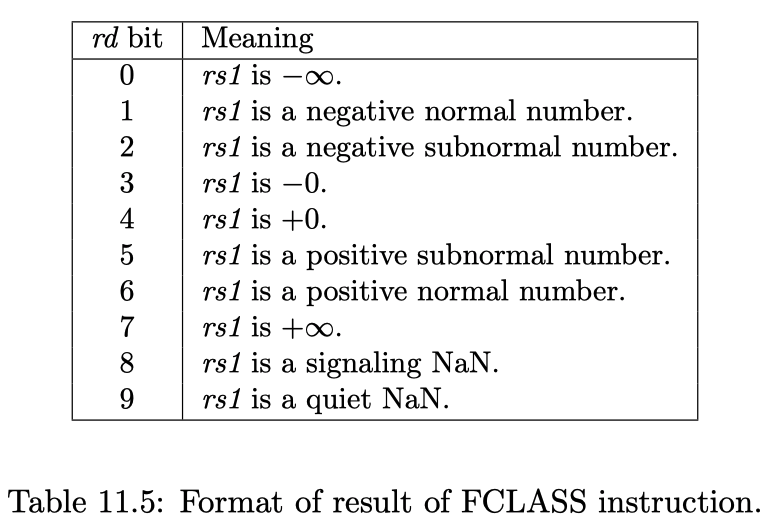 rd bit Meaning
0 rs1 is −∞.
1 rs1 is a negative normal number.
2 rs1 is a negative subnormal number.
3 rs1 is −0.
4 rs1 is +0.
5 rs1 is a positive subnormal number.
6 rs1 is a positive normal number.
7 rs1 is +∞.
8 rs1 is a signaling NaN.
9 rs1 is a quiet NaN.
Table 11.5: Format of result of FCLASS instruction.